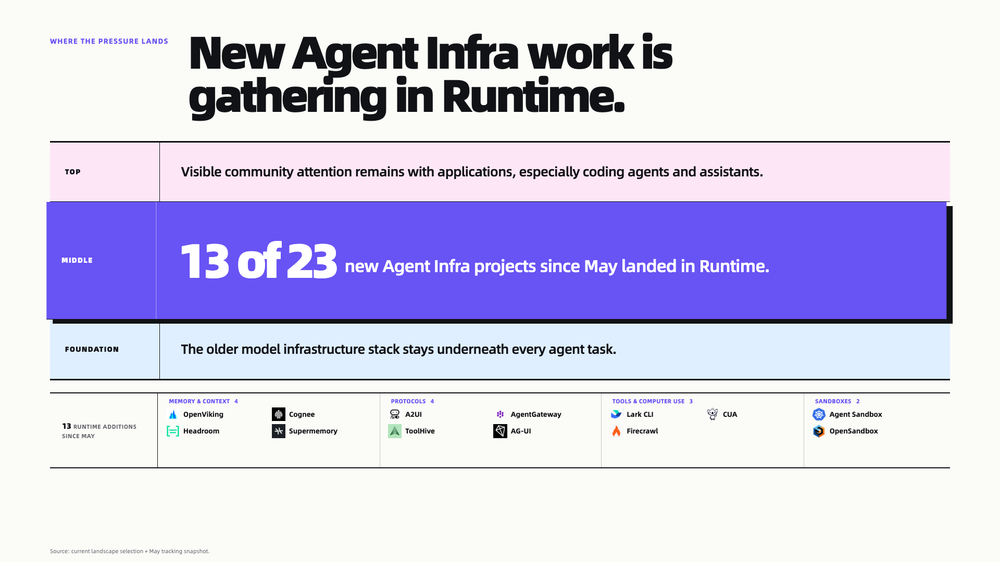 WHERE THE PRESSURE LANDS
New Agent Infra work is
gathering in Runtime.
TOP
Visible community attention remains with applications, especially coding agents and assistants.
MIDDLE
13 of 23 new Agent Infra projects since May landed in Runtime.
FOUNDATION
The older model infrastructure stack stays underneath every agent task.
13 RUNTIME ADDITIONS
SINCE MAY
MEMORY & CONTEXT 4
OpenViking
Cognee
Headroom
Supermemory
PROTOCOLS 4
A2UI
AgentGateway
ToolHive
AG-UI
TOOLS & COMPUTER USE 3
Lark CLI
CUA
Firecrawl
SANDBOXES 2
Agent Sandbox
OpenSandbox
Source: current landscape selection + May tracking snapshot.